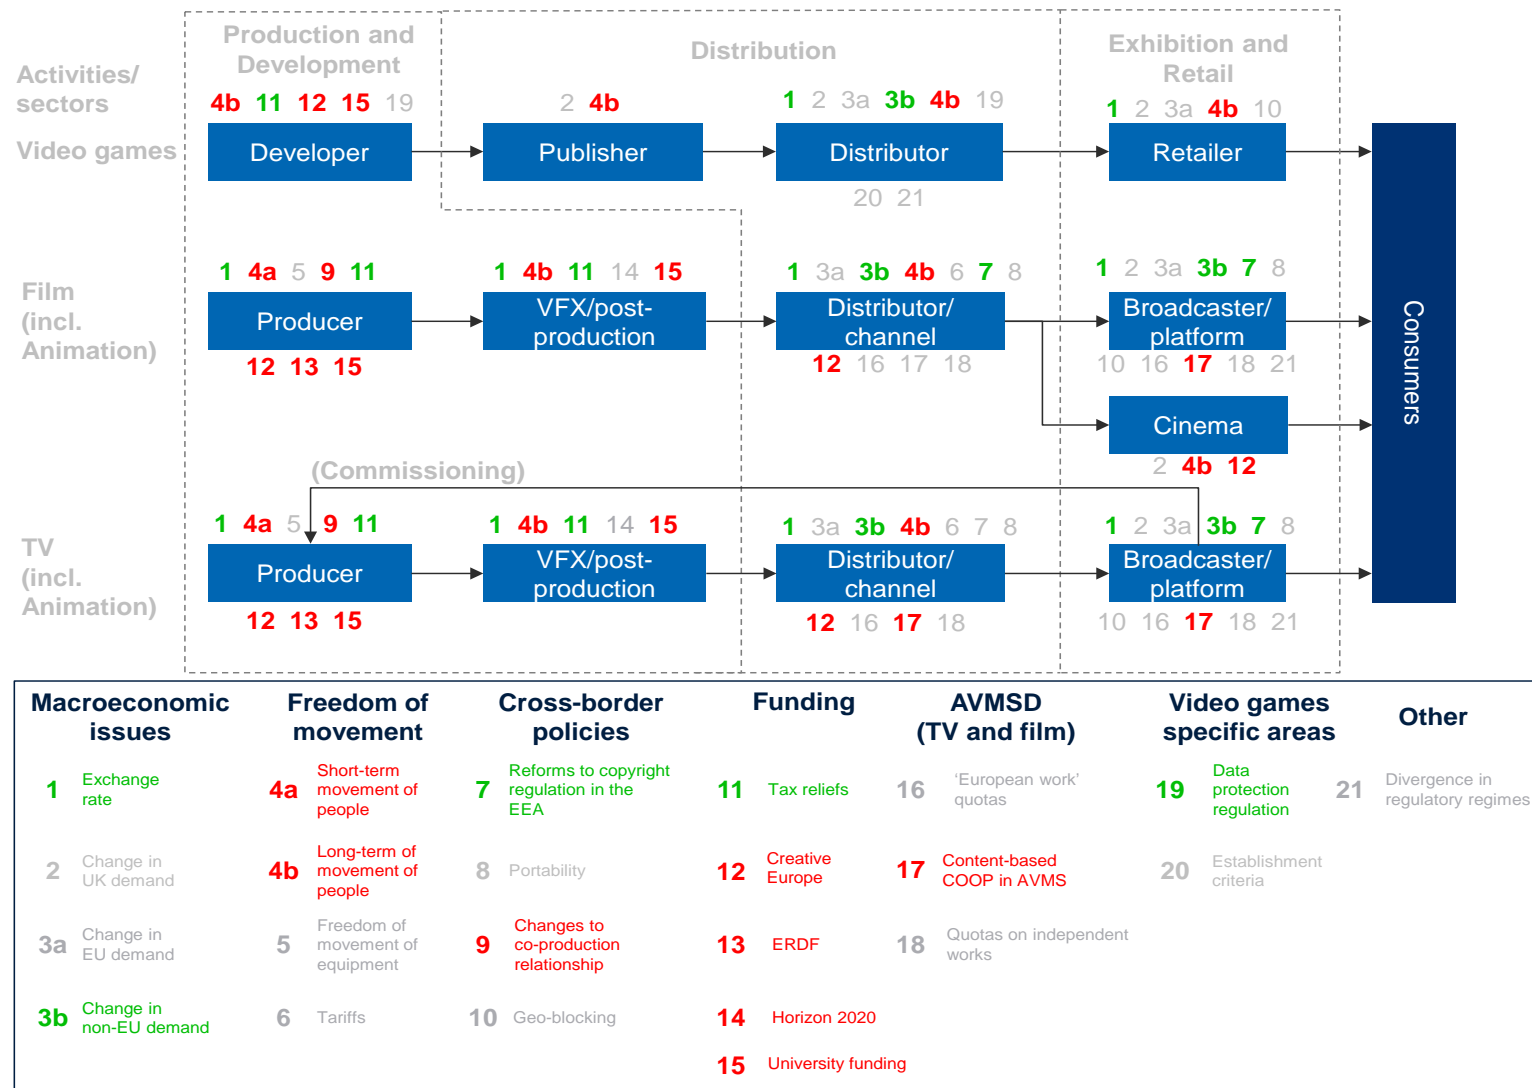 Production and
Development
Distribution
Exhibition and
Retail
Activities/
sectors
4b 11 12 15 19
2 4b
1 2 3a 3b 4b 19
1 2 3a 4b 10
Video games
Developer
Publisher
Distributor
Retailer
20 21
1 4a 5 9 11
1 4b 11 14 15
1 3a 3b 4b 6 7 8
1 2 3a 3b 7 8
Film
(incl.
Animation)
Producer
VFX/post-
production
Distributor/
channel
Broadcaster/
platform
12 13 15
12 16 17 18
10 16 17 18 21
Consumers
Cinema
2 4b 12
(Commissioning)
1 4a 5 9 11
1 4b 11 14 15
1 3a 3b 4b 6 7 8
1 2 3a 3b 7 8
TV
(incl.
Animation)
Producer
VFX/post-
production
Distributor/
channel
Broadcaster/
platform
12 13 15
12 16 17 18
10 16 17 18 21
Macroeconomic
issues
1 Exchange
rate
2 Change in
UK demand
3a Change in
EU demand
3b Change in
non-EU demand
Freedom of
movement
4a Short-term
movement of
people
4b Long-term of
movement of
people
5 Freedom of
movement of
equipment
6 Tariffs
Cross-border
policies
7 Reforms to copyright
regulation in the
EEA
8 Portability
9 Changes to
co-production
relationship
10 Geo-blocking
Funding
11 Tax reliefs
12 Creative
Europe
13 ERDF
14 Horizon 2020
15 University funding
AVMSD
(TV and film)
16 ‘European work’
quotas
17 Content-based
COOP in AVMS
18 Quotas on independent
works
Video games
specific areas
19 Data
protection
regulation
20 Establishment
criteria
Other
21 Divergence in
regulatory regimes